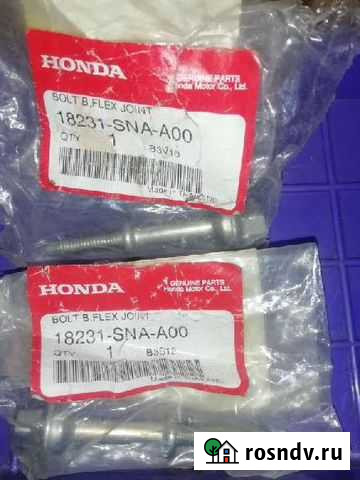 HONDA
GENUINE PARTS
Honda Motor Co., Ltd.
BOLT B,FLEX JOINT
18231-SNA-A00
QTY 1
HONDA
GENUINE PARTS
Honda Motor Co., Ltd.
BOLT B,FLEX JOINT
18231-SNA-A00
QTY 1
rosndv.ru